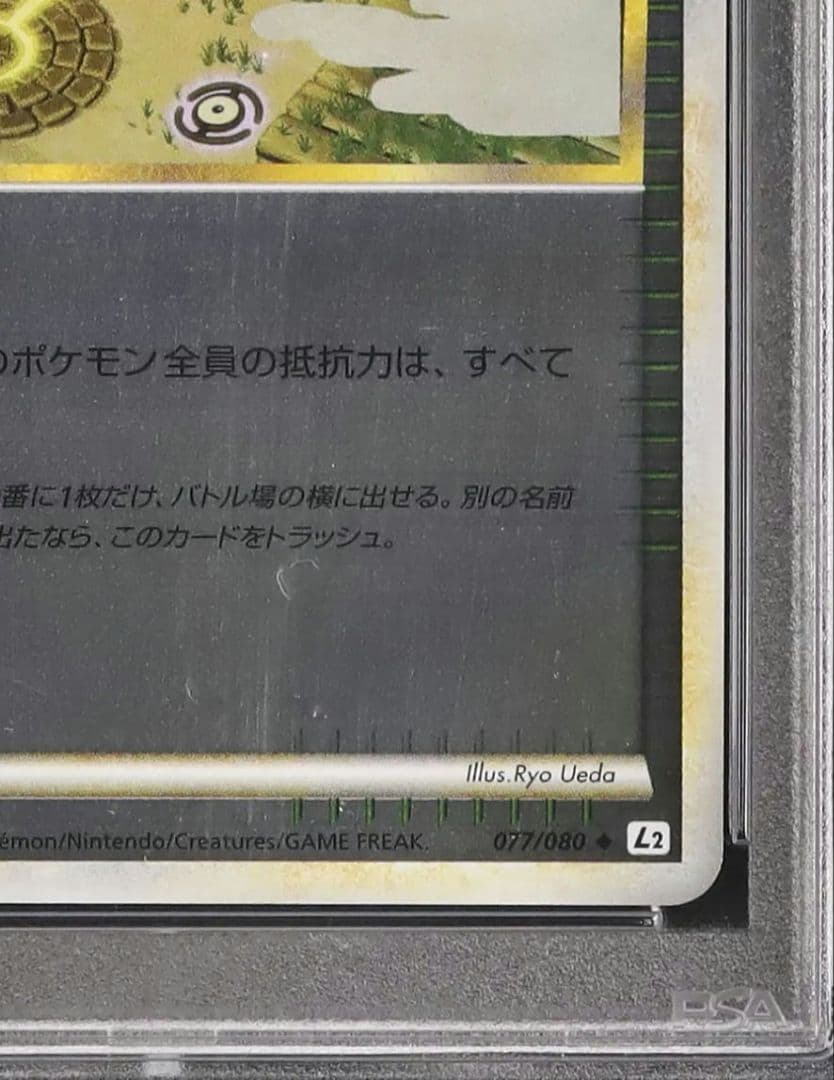 ポケモン全員の抵抗力は、すべて
番に1枚だけ、バトル場の横に出せる。別の名前
出たなら、このカードをトラッシュ。
Illus.Ryo Ueda
émon/Nintendo/Creatures/GAME FREAK. 077/080 ◆ L2
PSA